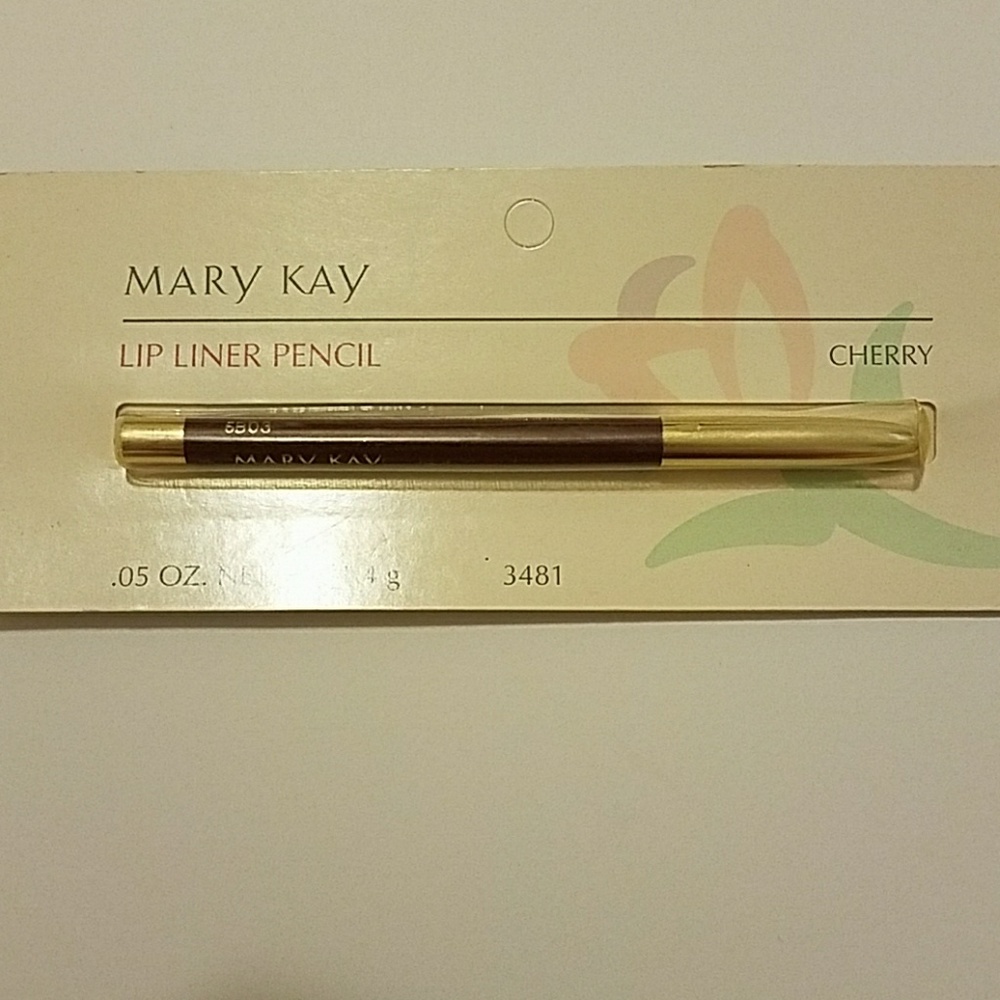 MARY KAY
LIP LINER PENCIL
CHERRY
5B03
MARY KAY
.05 OZ. g
3481